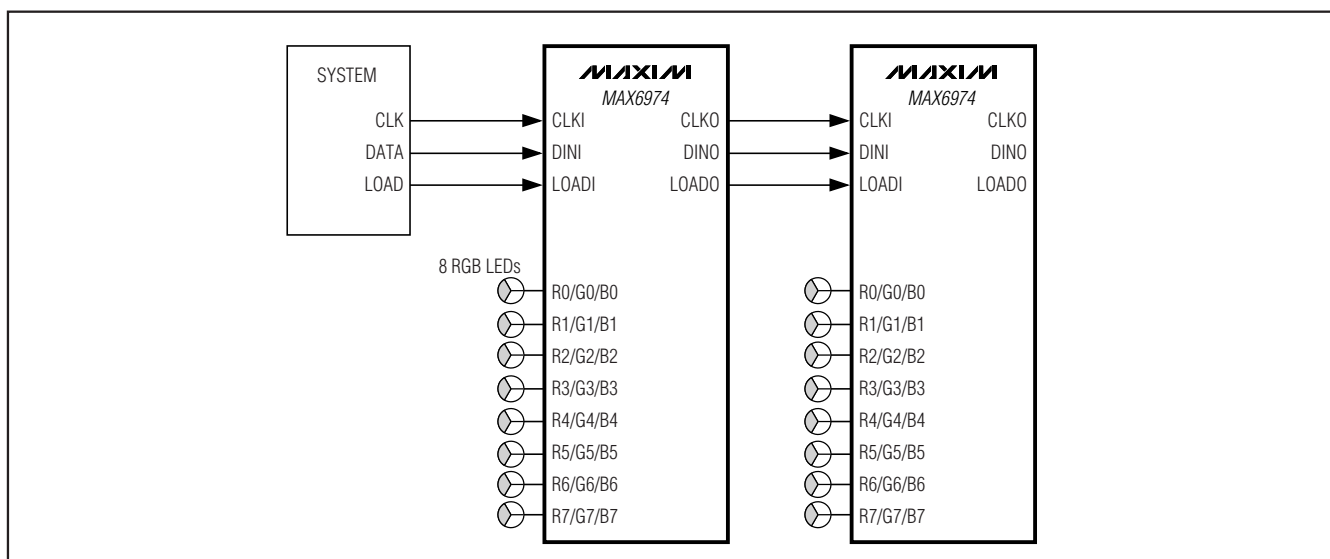 SYSTEM
CLK
DATA
LOAD
MAXIM
MAX6974
CLKI CLKO
DINI DINO
LOADI LOADO
8 RGB LEDs
R0/G0/B0
R1/G1/B1
R2/G2/B2
R3/G3/B3
R4/G4/B4
R5/G5/B5
R6/G6/B6
R7/G7/B7
MAXIM
MAX6974
CLKI CLKO
DINI DINO
LOADI LOADO
R0/G0/B0
R1/G1/B1
R2/G2/B2
R3/G3/B3
R4/G4/B4
R5/G5/B5
R6/G6/B6
R7/G7/B7